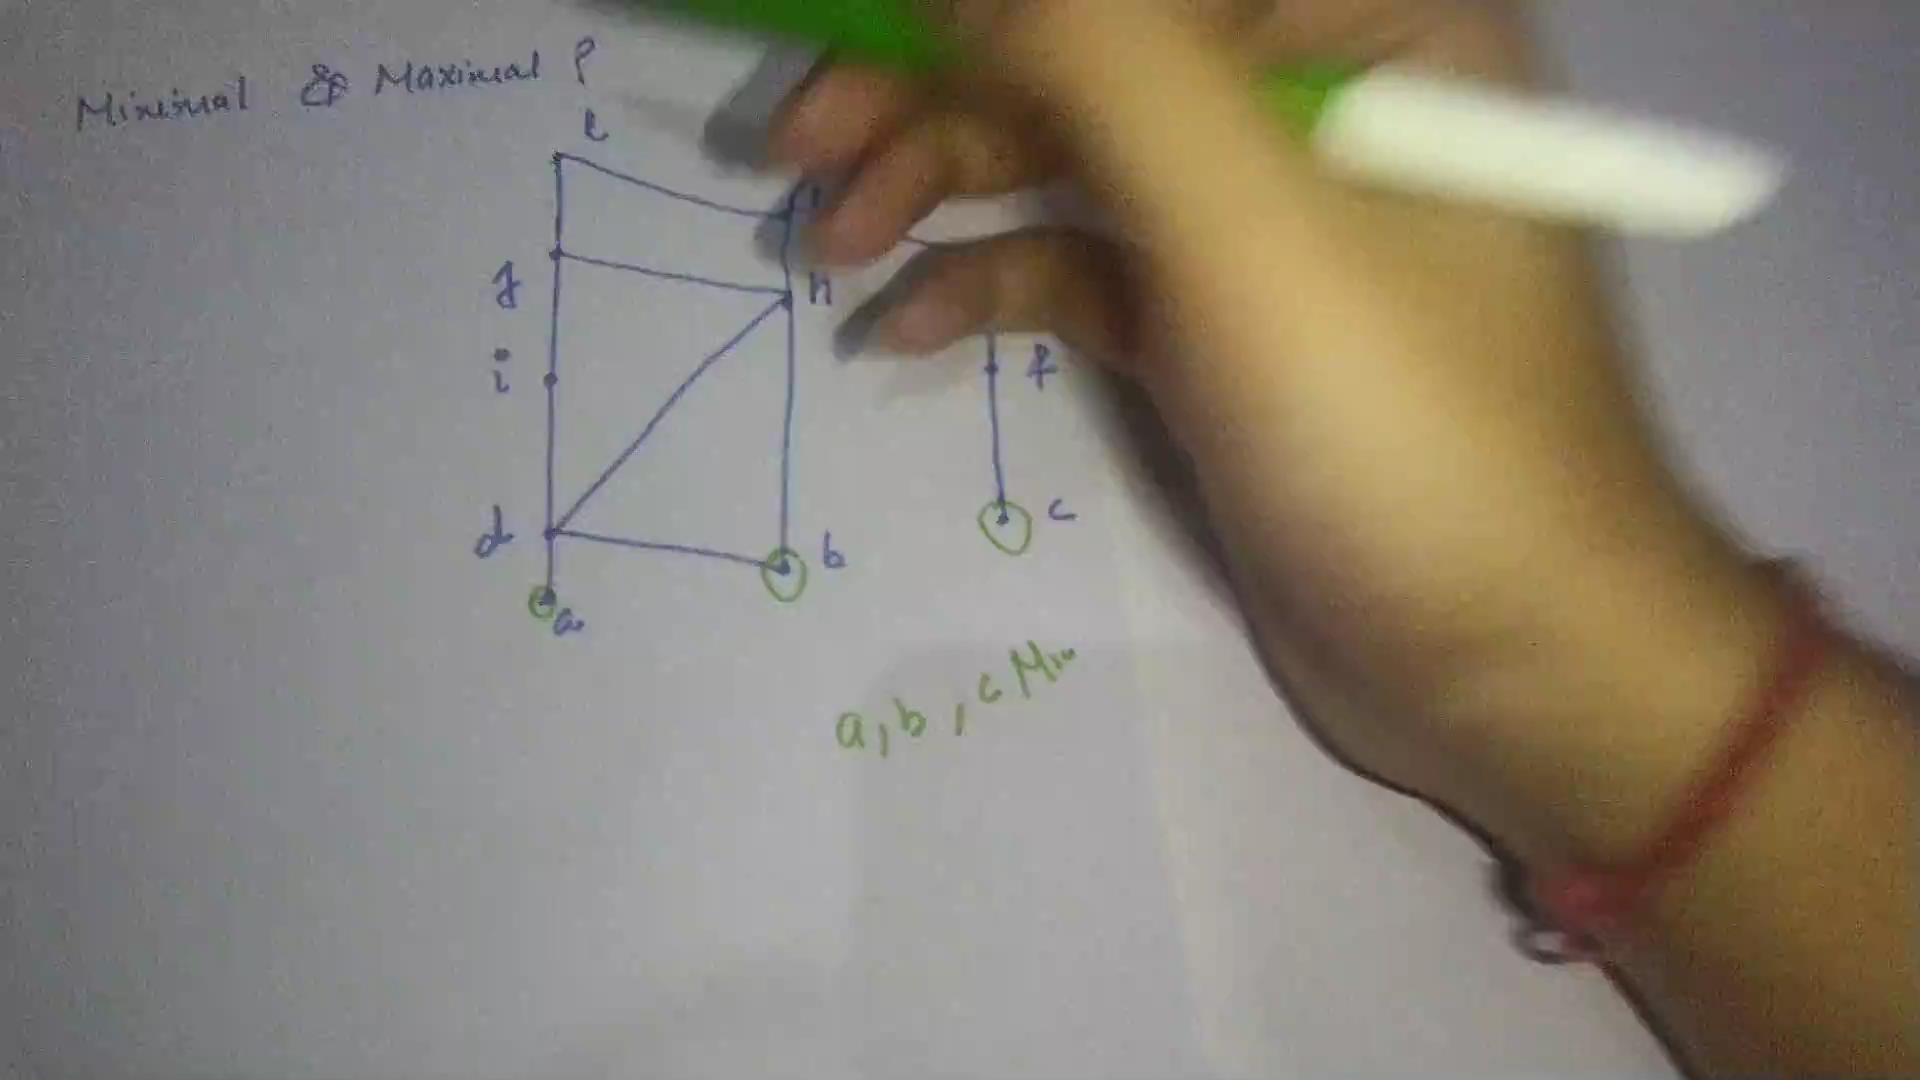 Minimal & Maximal ?
l
j
h
i
f
d
b
c
a
a, b, c Min